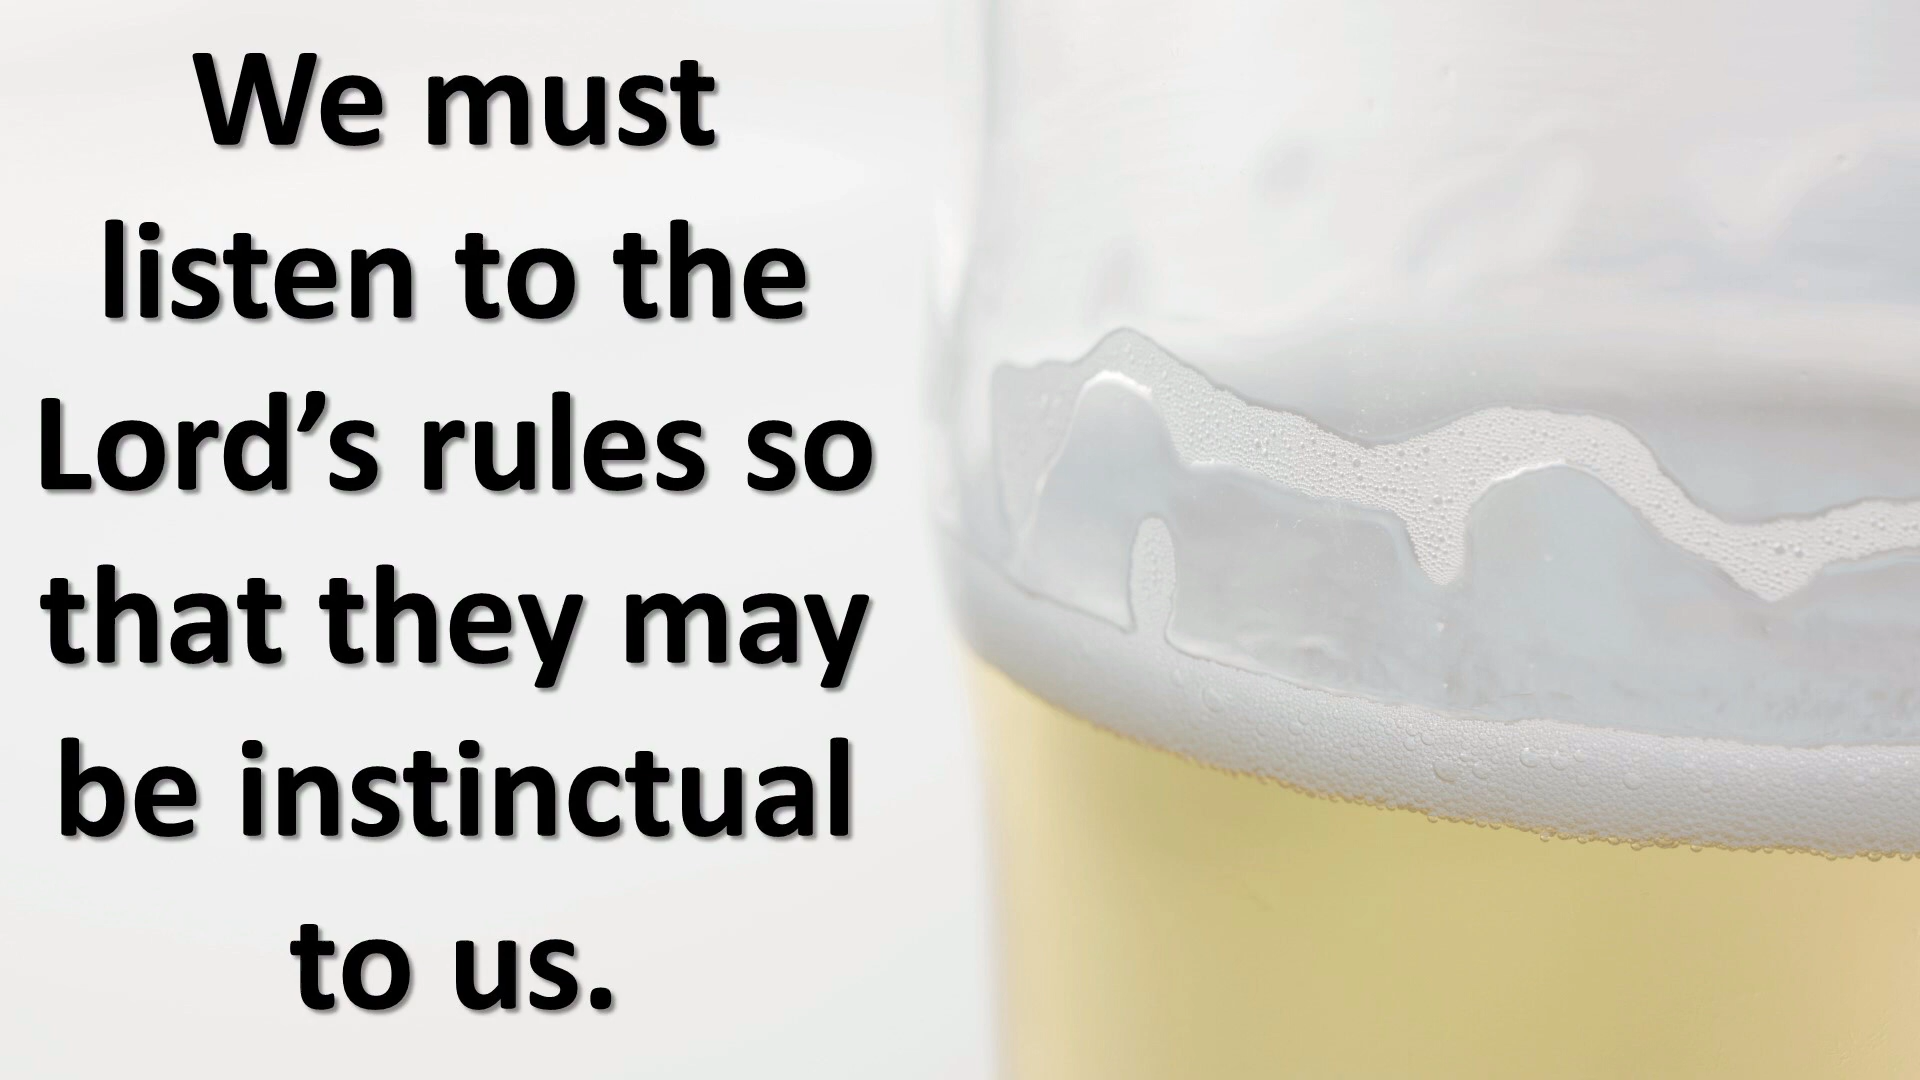 We must
listen to the
Lord’s rules so
that they may
be instinctual
to us.